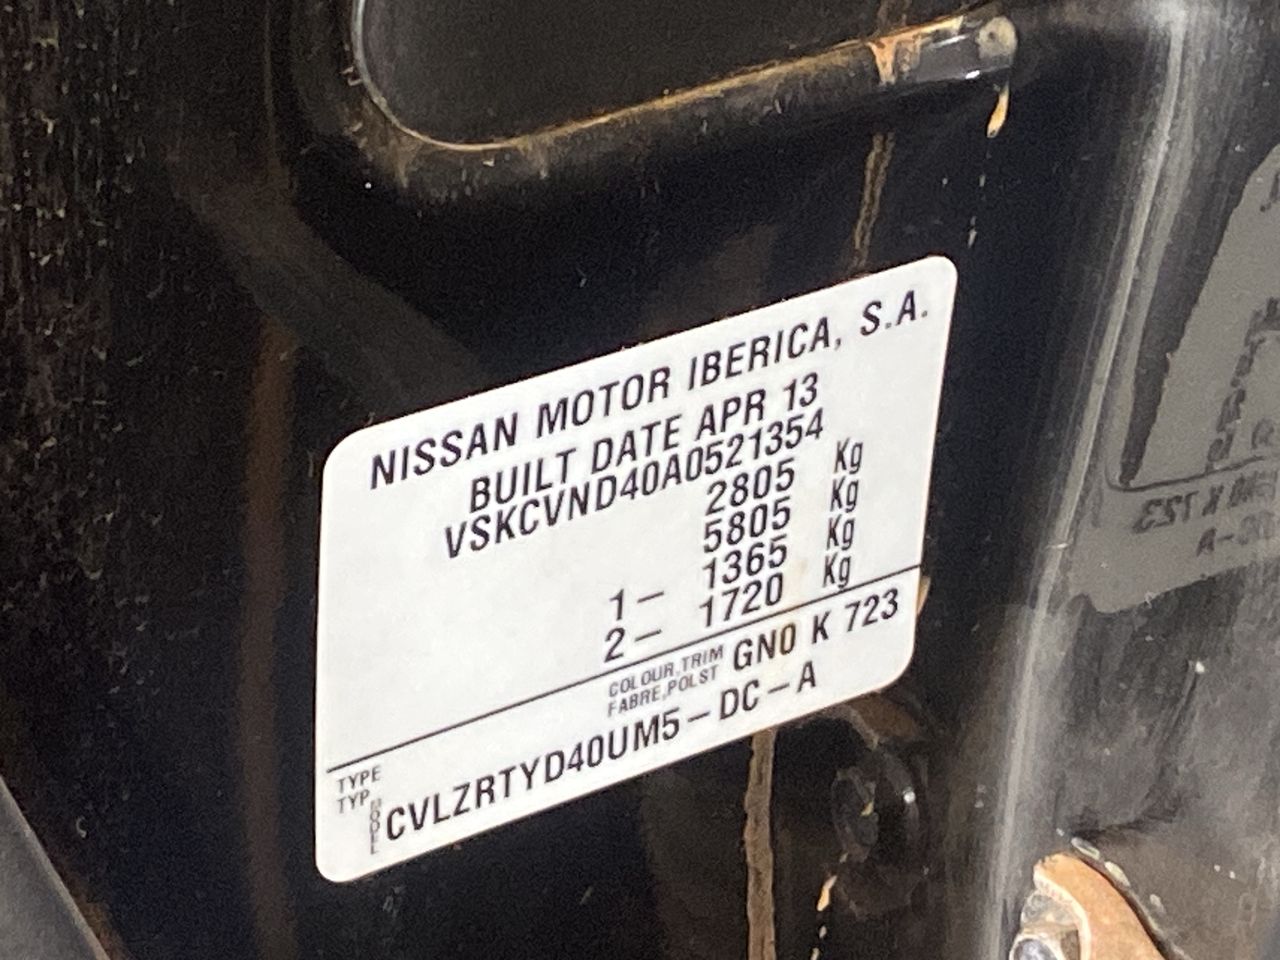 NISSAN MOTOR IBERICA, S.A.
BUILT DATE APR 13
VSKCVND40A0521354
2805 Kg
5805 Kg
1- 1365 Kg
2- 1720 Kg
COLOUR,TRIM
FABRE,POLST
GN0 K 723
TYPE
TYP
MODEL
CVLZRTYD40UM5-DC-A